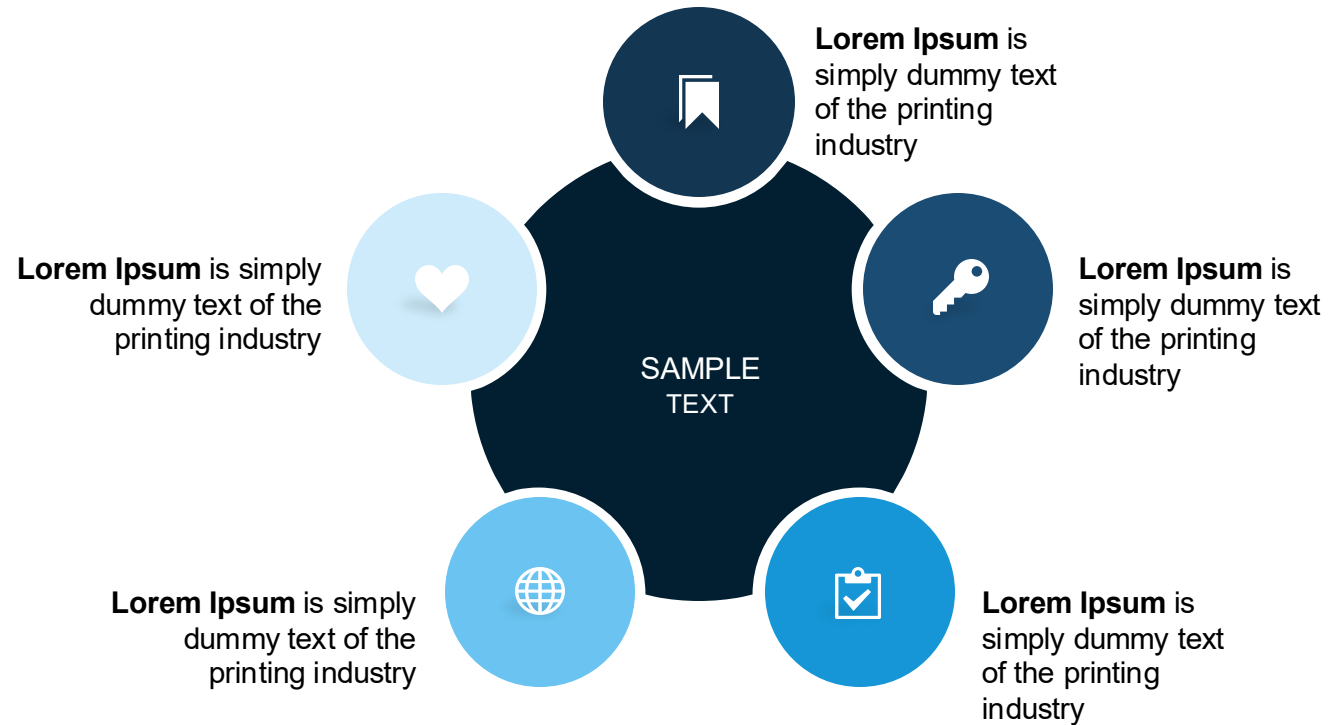 Lorem Ipsum is
simply dummy text
of the printing
industry
Lorem Ipsum is simply
dummy text of the
printing industry
Lorem Ipsum is
simply dummy text
of the printing
industry
SAMPLE
TEXT
Lorem Ipsum is simply
dummy text of the
printing industry
Lorem Ipsum is
simply dummy text
of the printing
industry